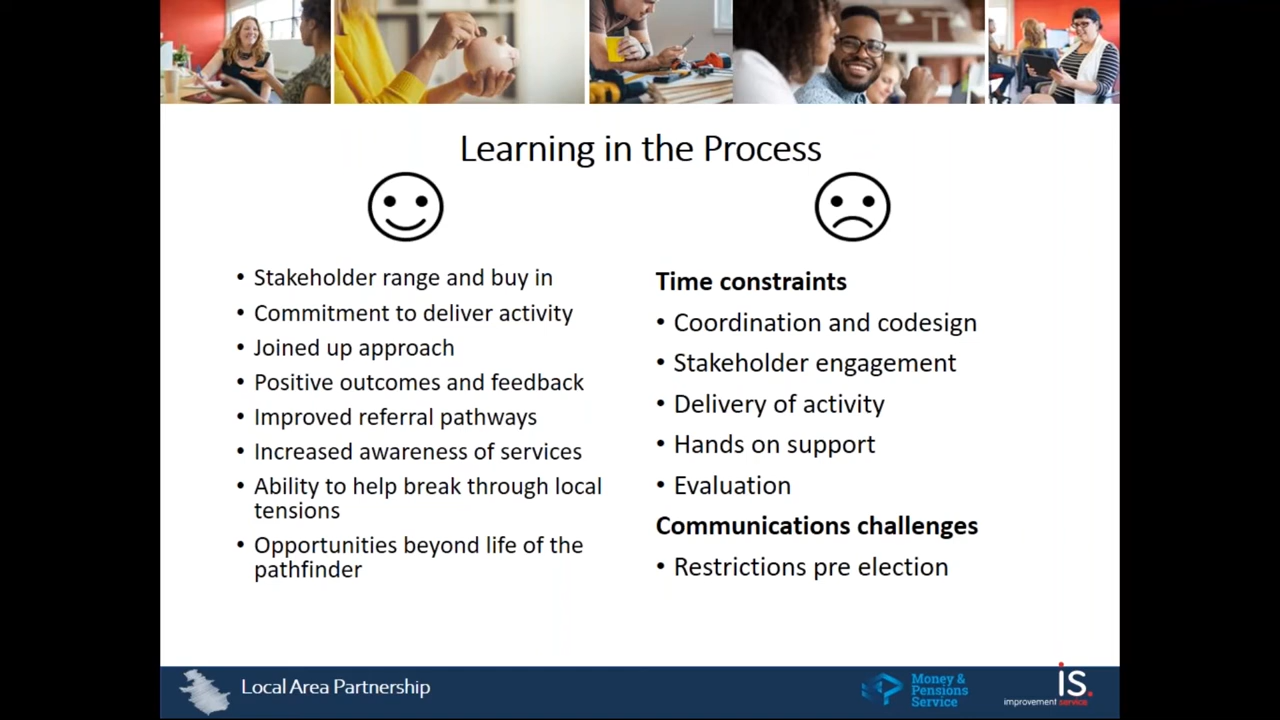 Learning in the Process
• Stakeholder range and buy in
• Commitment to deliver activity
• Joined up approach
• Positive outcomes and feedback
• Improved referral pathways
• Increased awareness of services
• Ability to help break through local
tensions
• Opportunities beyond life of the
pathfinder
Time constraints
• Coordination and codesign
• Stakeholder engagement
• Delivery of activity
• Hands on support
• Evaluation
Communications challenges
• Restrictions pre election
Local Area Partnership
Money &
Pensions
Service
is.
improvement service